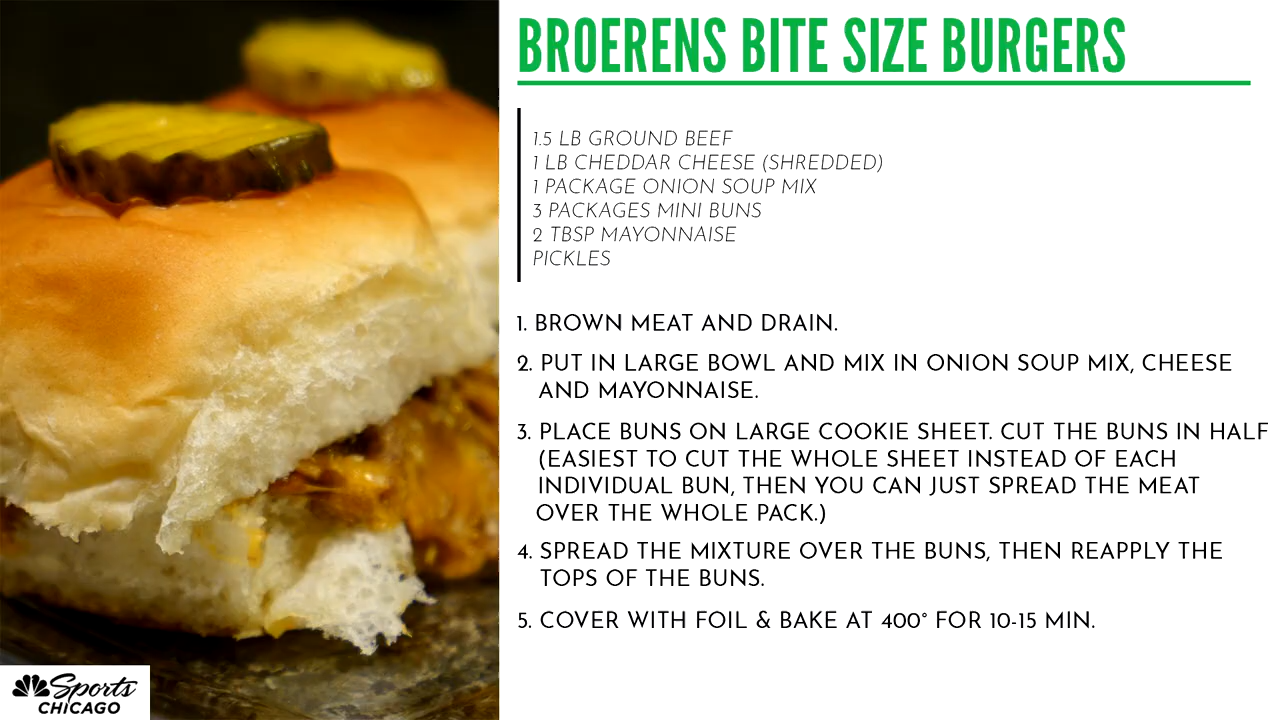 BROERENS BITE SIZE BURGERS
1.5 LB GROUND BEEF
1 LB CHEDDAR CHEESE (SHREDDED)
1 PACKAGE ONION SOUP MIX
3 PACKAGES MINI BUNS
2 TBSP MAYONNAISE
PICKLES
1. BROWN MEAT AND DRAIN.
2. PUT IN LARGE BOWL AND MIX IN ONION SOUP MIX, CHEESE
AND MAYONNAISE.
3. PLACE BUNS ON LARGE COOKIE SHEET. CUT THE BUNS IN HALF
(EASIEST TO CUT THE WHOLE SHEET INSTEAD OF EACH
INDIVIDUAL BUN, THEN YOU CAN JUST SPREAD THE MEAT
OVER THE WHOLE PACK.)
4. SPREAD THE MIXTURE OVER THE BUNS, THEN REAPPLY THE
TOPS OF THE BUNS.
5. COVER WITH FOIL & BAKE AT 400° FOR 10-15 MIN.
Sports
CHICAGO